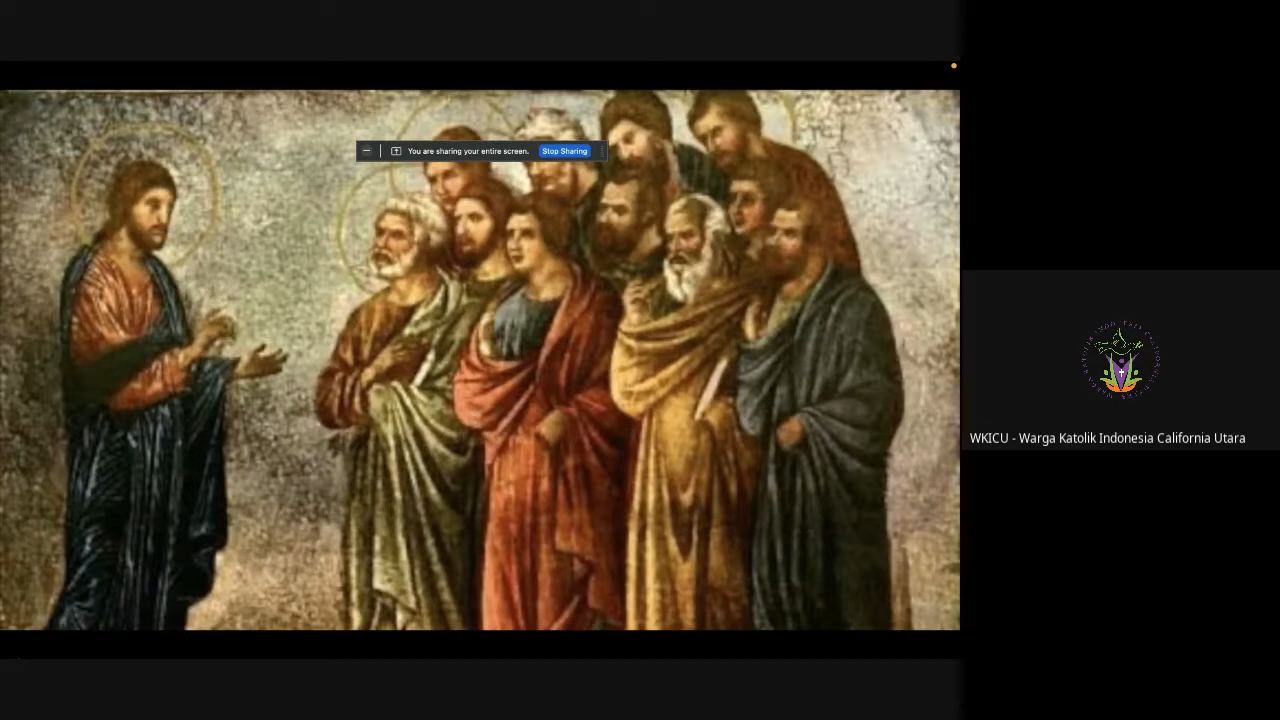 You are sharing your entire screen.
Stop Sharing
WKICU - Warga Katolik Indonesia California Utara